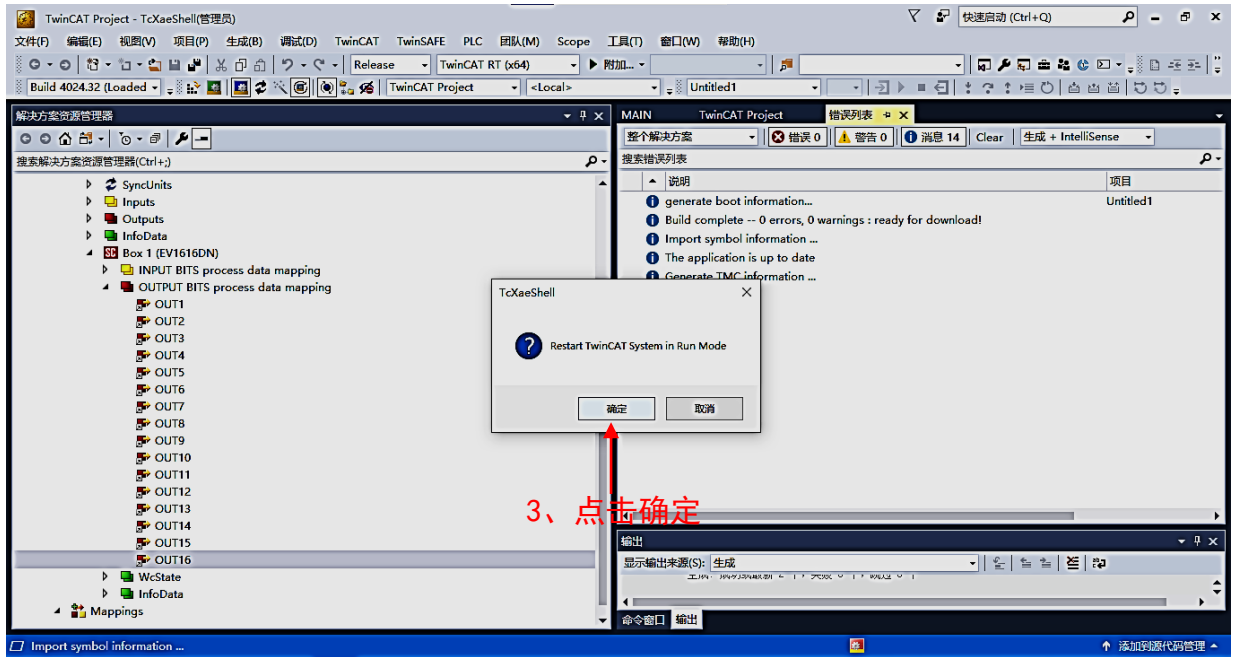 TwinCAT Project - TcXaeShell(管理员)
快速启动 (Ctrl+Q)
文件(F) 编辑(E) 视图(V) 项目(P) 生成(B) 调试(D) TwinCAT TwinSAFE PLC 团队(M) Scope 工具(T) 窗口(W) 帮助(H)
Release TwinCAT RT (x64) 附加...
Build 4024.32 (Loaded TwinCAT Project <Local> Untitled1
解决方案资源管理器
搜索解决方案资源管理器(Ctrl+;)
SyncUnits
Inputs
Outputs
InfoData
Box 1 (EV1616DN)
INPUT BITS process data mapping
OUTPUT BITS process data mapping
OUT1
OUT2
OUT3
OUT4
OUT5
OUT6
OUT7
OUT8
OUT9
OUT10
OUT11
OUT12
OUT13
OUT14
OUT15
OUT16
WcState
InfoData
Mappings
MAIN TwinCAT Project 错误列表
整个解决方案 错误 0 警告 0 消息 14 Clear 生成 + IntelliSense
搜索错误列表
说明 项目
generate boot information... Untitled1
Build complete -- 0 errors, 0 warnings : ready for download!
Import symbol information ...
The application is up to date
Generate TMC information ...
TcXaeShell
Restart TwinCAT System in Run Mode
确定 取消
3、点击确定
输出
显示输出来源(S): 生成
命令窗口 输出
Import symbol information ... 添加到源代码管理